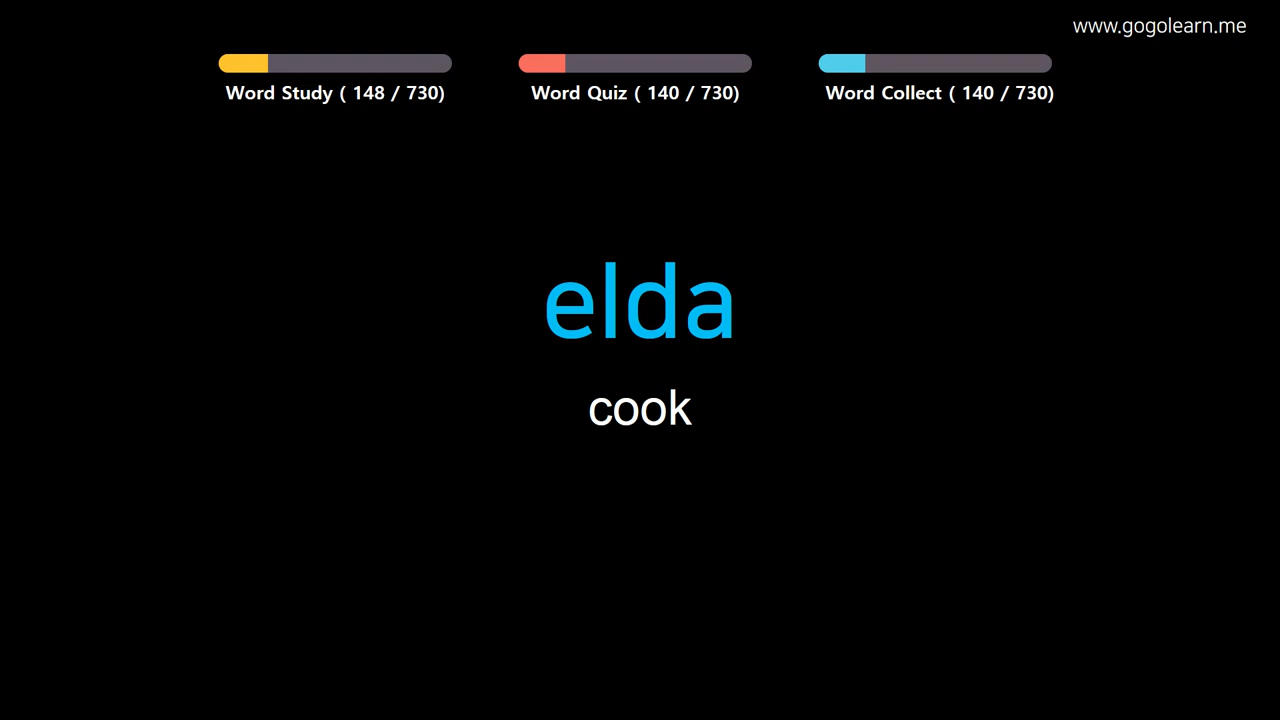 www.gogolearn.me
Word Study ( 148 / 730)
Word Quiz ( 140 / 730)
Word Collect ( 140 / 730)
elda
cook